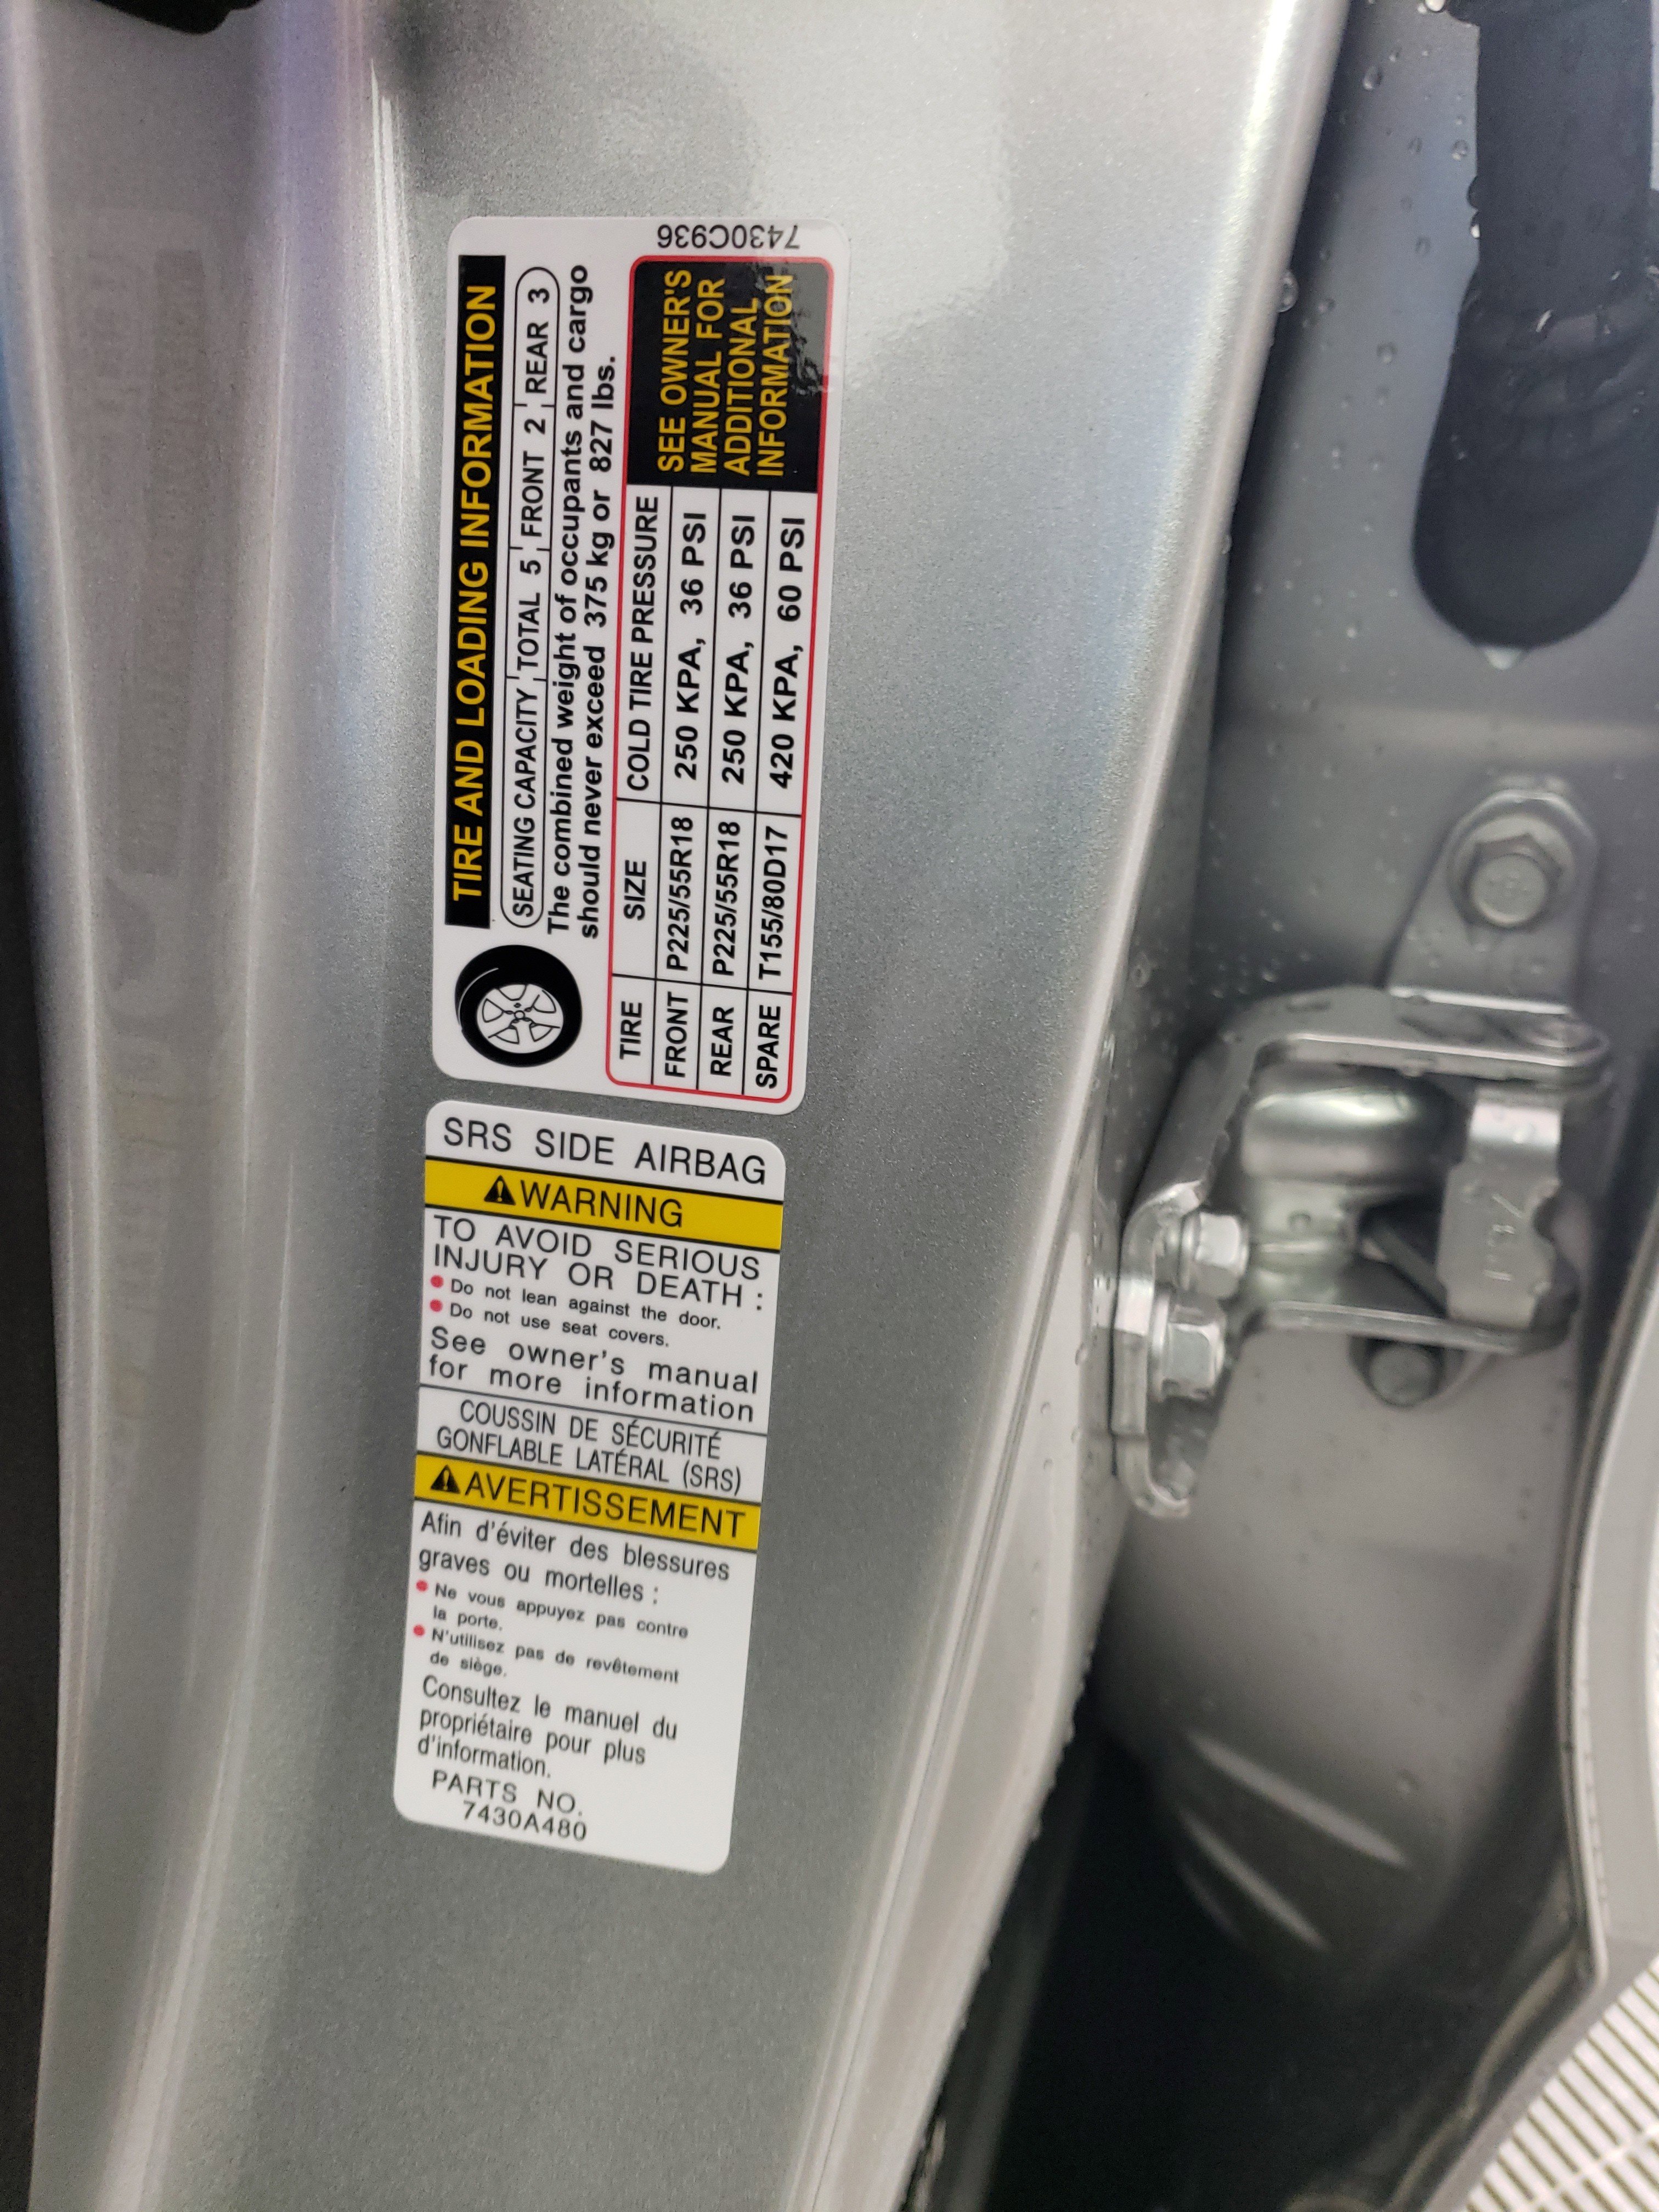 TIRE AND LOADING INFORMATION
SEATING CAPACITY TOTAL 5 FRONT 2 REAR 3
The combined weight of occupants and cargo
should never exceed 375 kg or 827 lbs.
TIRE SIZE COLD TIRE PRESSURE
FRONT P225/55R18 250 KPA, 36 PSI
REAR P225/55R18 250 KPA, 36 PSI
SPARE T155/80D17 420 KPA, 60 PSI
SEE OWNER'S
MANUAL FOR
ADDITIONAL
INFORMATION
7430C936
SRS SIDE AIRBAG
⚠WARNING
TO AVOID SERIOUS
INJURY OR DEATH :
● Do not lean against the door.
● Do not use seat covers.
See owner's manual
for more information
COUSSIN DE SÉCURITÉ
GONFLABLE LATÉRAL (SRS)
⚠AVERTISSEMENT
Afin d'éviter des blessures
graves ou mortelles :
● Ne vous appuyez pas contre
la porte.
● N'utilisez pas de revêtement
de siège.
Consultez le manuel du
propriétaire pour plus
d'information.
PARTS NO.
7430A480